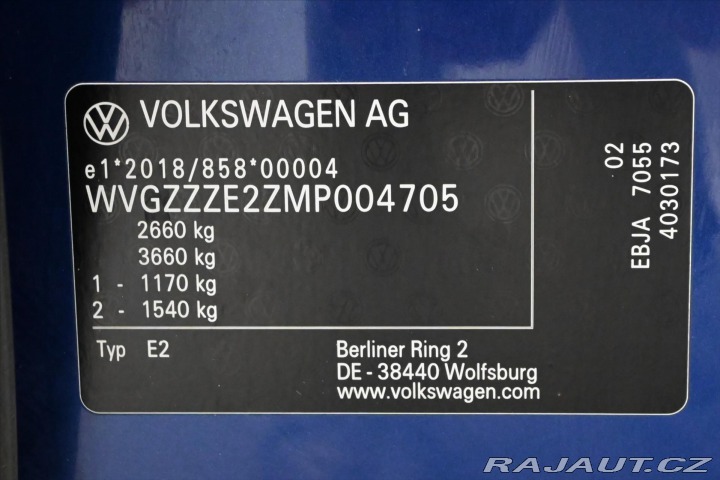 VOLKSWAGEN AG
e1*2018/858*00004
WVGZZZE2ZMP004705
2660 kg
3660 kg
1 - 1170 kg
2 - 1540 kg
Typ E2
Berliner Ring 2
DE - 38440 Wolfsburg
www.volkswagen.com
02
EBJA 7055
4030173
RAJAUT.CZ